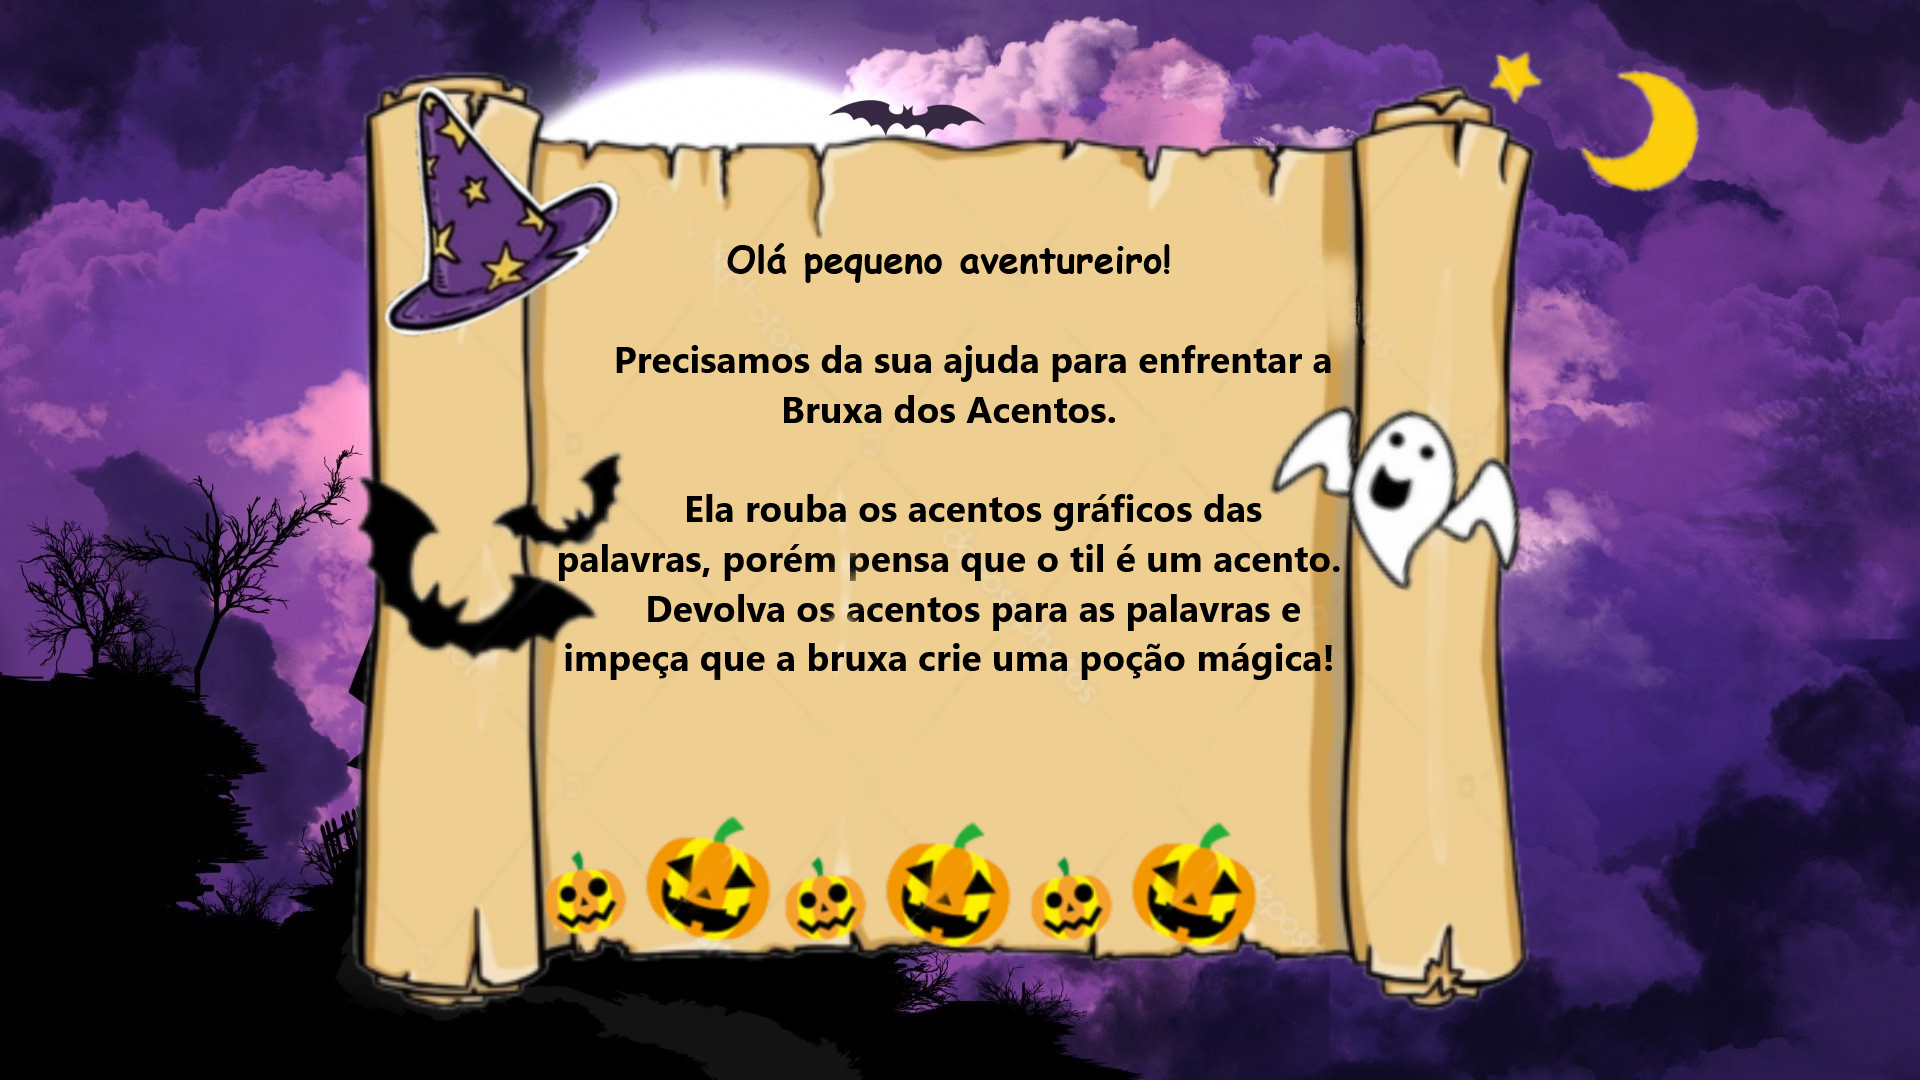 Olá pequeno aventureiro!
Precisamos da sua ajuda para enfrentar a
Bruxa dos Acentos.
Ela rouba os acentos gráficos das
palavras, porém pensa que o til é um acento.
Devolva os acentos para as palavras e
impeça que a bruxa crie uma poção mágica!